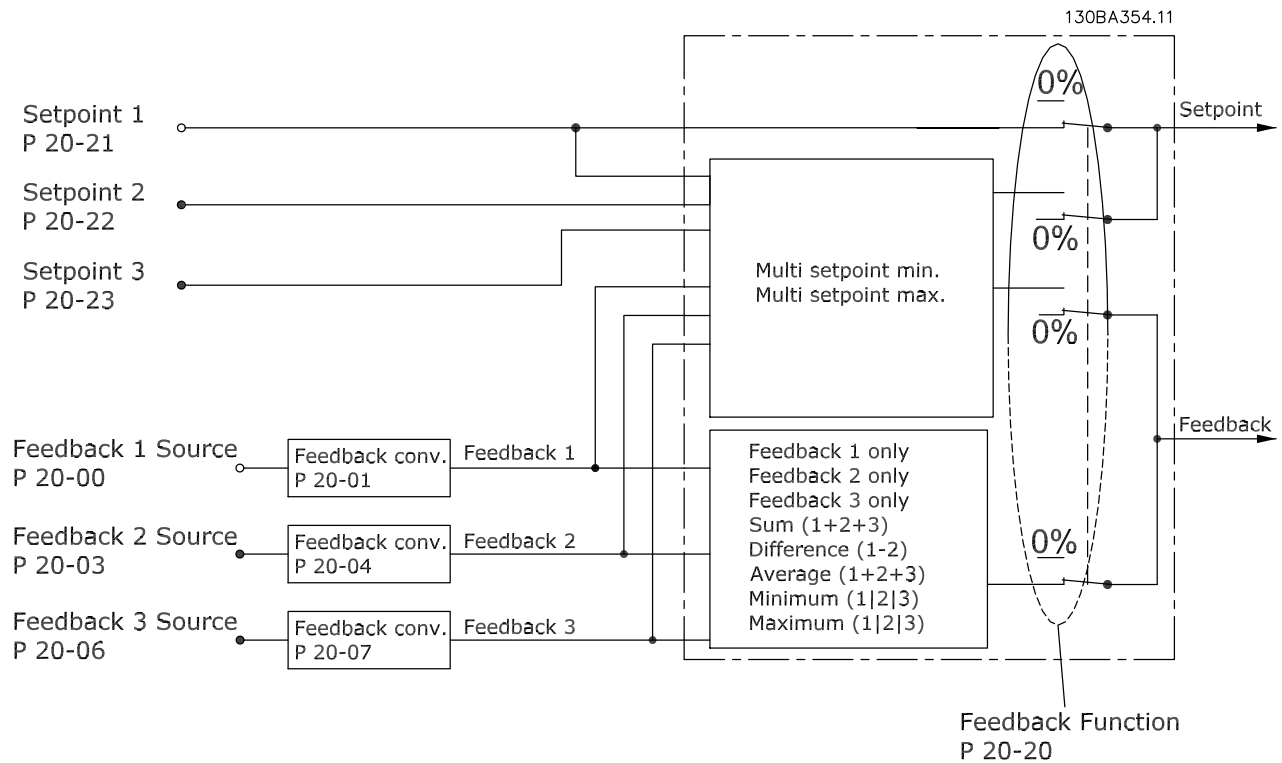 130BA354.11
0%
Setpoint 1
P 20-21
Setpoint
Setpoint 2
P 20-22
0%
Setpoint 3
P 20-23
Multi setpoint min.
Multi setpoint max.
0%
Feedback
Feedback 1 Source
P 20-00
Feedback conv.
P 20-01
Feedback 1
Feedback 2 Source
P 20-03
Feedback conv.
P 20-04
Feedback 2
Feedback 3 Source
P 20-06
Feedback conv.
P 20-07
Feedback 3
Feedback 1 only
Feedback 2 only
Feedback 3 only
Sum (1+2+3)
Difference (1-2)
Average (1+2+3)
Minimum (1|2|3)
Maximum (1|2|3)
0%
Feedback Function
P 20-20